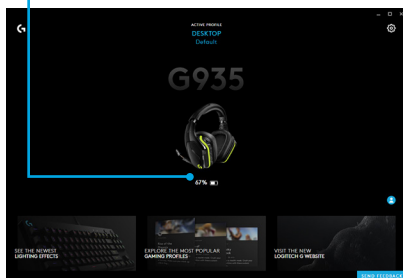 ACTIVE PROFILE
DESKTOP
Default
G935
67%
SEE THE NEWEST
LIGHTING EFFECTS
EXPLORE THE MOST POPULAR
GAMING PROFILES
VISIT THE NEW
LOGITECH G WEBSITE
SEND FEEDBACK